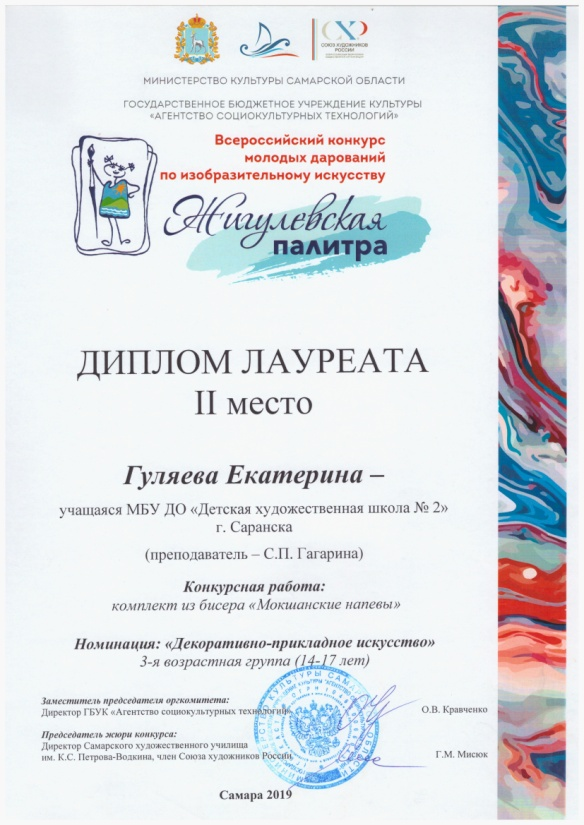 СОЮЗ ХУДОЖНИКОВ
РОССИИ
МИНИСТЕРСТВО КУЛЬТУРЫ САМАРСКОЙ ОБЛАСТИ
ГОСУДАРСТВЕННОЕ БЮДЖЕТНОЕ УЧРЕЖДЕНИЕ КУЛЬТУРЫ
«АГЕНТСТВО СОЦИОКУЛЬТУРНЫХ ТЕХНОЛОГИЙ»
Всероссийский конкурс
молодых дарований
по изобразительному искусству
Жигулевская
палитра
ДИПЛОМ ЛАУРЕАТА
II место
Гуляева Екатерина –
учащаяся МБУ ДО «Детская художественная школа № 2»
г. Саранска
(преподаватель – С.П. Гагарина)
Конкурсная работа:
комплект из бисера «Мокшанские напевы»
Номинация: «Декоративно-прикладное искусство»
3-я возрастная группа (14-17 лет)
Заместитель председателя оргкомитета:
Директор ГБУК «Агентство социокультурных технологий»
О.В. Кравченко
Председатель жюри конкурса:
Директор Самарского художественного училища
им. К.С. Петрова-Водкина, член Союза художников России
Г.М. Мисюк
Самара 2019